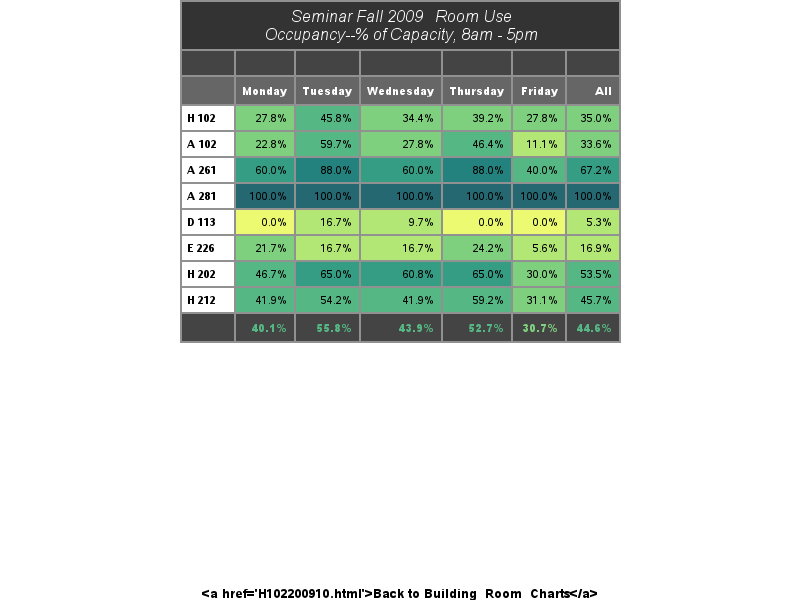 Seminar Fall 2009   Room Use
Occupancy--% of Capacity, 8am - 5pm
Monday Tuesday Wednesday Thursday Friday All
H 102 27.8% 45.8% 34.4% 39.2% 27.8% 35.0%
A 102 22.8% 59.7% 27.8% 46.4% 11.1% 33.6%
A 261 60.0% 88.0% 60.0% 88.0% 40.0% 67.2%
A 281 100.0% 100.0% 100.0% 100.0% 100.0% 100.0%
D 113 0.0% 16.7% 9.7% 0.0% 0.0% 5.3%
E 226 21.7% 16.7% 16.7% 24.2% 5.6% 16.9%
H 202 46.7% 65.0% 60.8% 65.0% 30.0% 53.5%
H 212 41.9% 54.2% 41.9% 59.2% 31.1% 45.7%
40.1% 55.8% 43.9% 52.7% 30.7% 44.6%
<a href='H102200910.html'>Back to Building  Room  Charts</a>